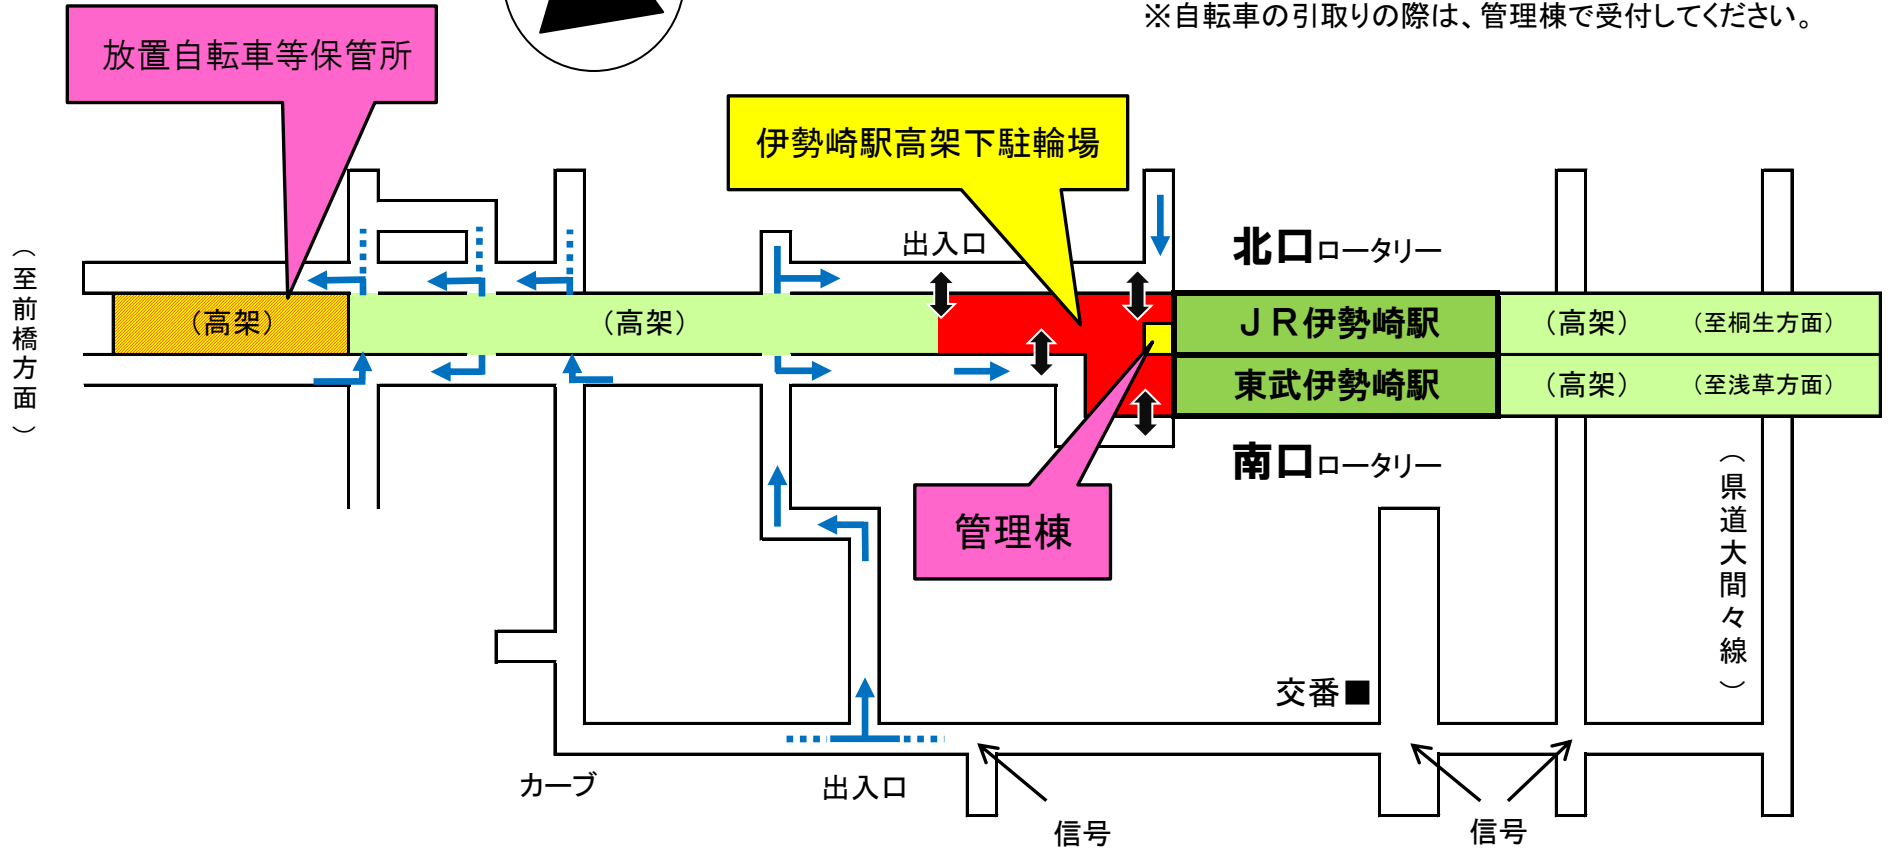 ※自転車の引取りの際は、管理棟で受付してください。
放置自転車等保管所
伊勢崎駅高架下駐輪場
出入口
北口ロータリー
（至前橋方面）
（高架）
（高架）
ＪＲ伊勢崎駅
（高架）
（至桐生方面）
東武伊勢崎駅
（高架）
（至浅草方面）
南口ロータリー
（県道大間々線）
管理棟
交番■
カーブ
出入口
信号
信号